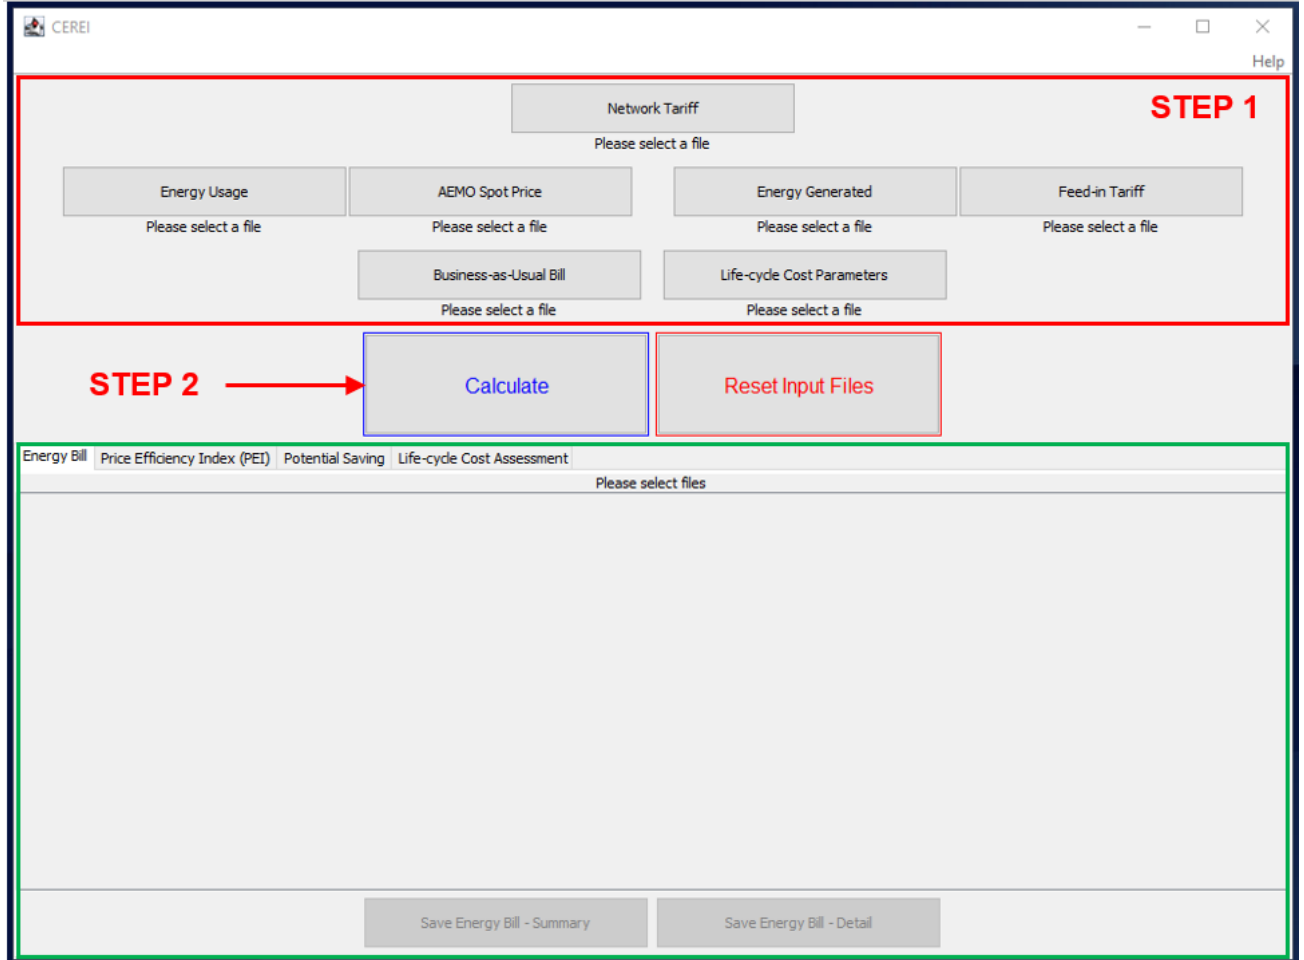 CEREI
Help
STEP 1
Network Tariff
Please select a file
Energy Usage
AEMO Spot Price
Energy Generated
Feed-in Tariff
Please select a file
Please select a file
Please select a file
Please select a file
Business-as-Usual Bill
Life-cycle Cost Parameters
Please select a file
Please select a file
STEP 2
Calculate
Reset Input Files
Energy Bill
Price Efficiency Index (PEI)
Potential Saving
Life-cycle Cost Assessment
Please select files
Save Energy Bill - Summary
Save Energy Bill - Detail